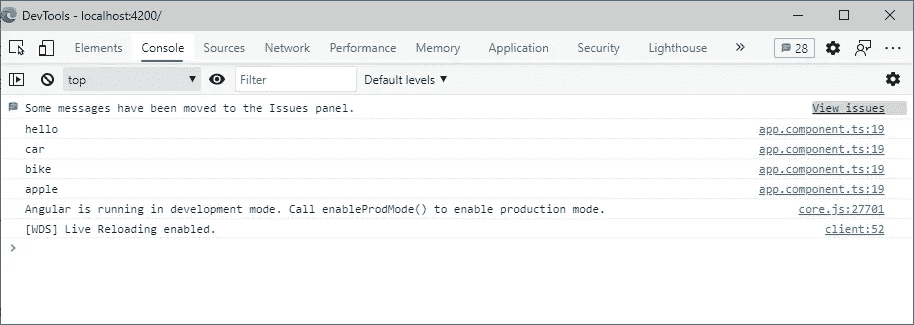 DevTools - localhost:4200/
Elements Console Sources Network Performance Memory Application Security Lighthouse » 28
top Filter Default levels
Some messages have been moved to the Issues panel. View issues
hello app.component.ts:19
car app.component.ts:19
bike app.component.ts:19
apple app.component.ts:19
Angular is running in development mode. Call enableProdMode() to enable production mode. core.js:27701
[WDS] Live Reloading enabled. client:52
>